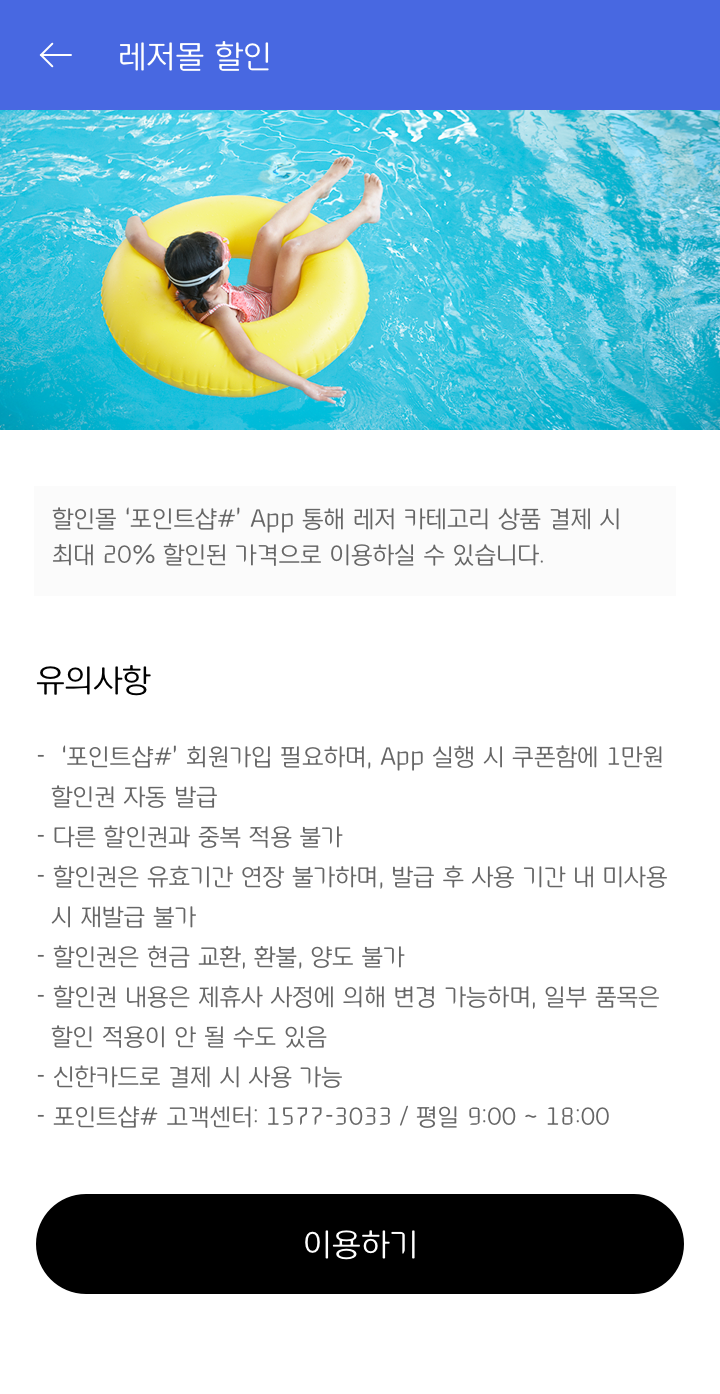 레저몰 할인
할인몰 ‘포인트샵#’ App 통해 레저 카테고리 상품 결제 시
최대 20% 할인된 가격으로 이용하실 수 있습니다.
유의사항
- ‘포인트샵#’ 회원가입 필요하며, App 실행 시 쿠폰함에 1만원
할인권 자동 발급
- 다른 할인권과 중복 적용 불가
- 할인권은 유효기간 연장 불가하며, 발급 후 사용 기간 내 미사용
시 재발급 불가
- 할인권은 현금 교환, 환불, 양도 불가
- 할인권 내용은 제휴사 사정에 의해 변경 가능하며, 일부 품목은
할인 적용이 안 될 수도 있음
- 신한카드로 결제 시 사용 가능
- 포인트샵# 고객센터: 1577-3033 / 평일 9:00 ~ 18:00
이용하기